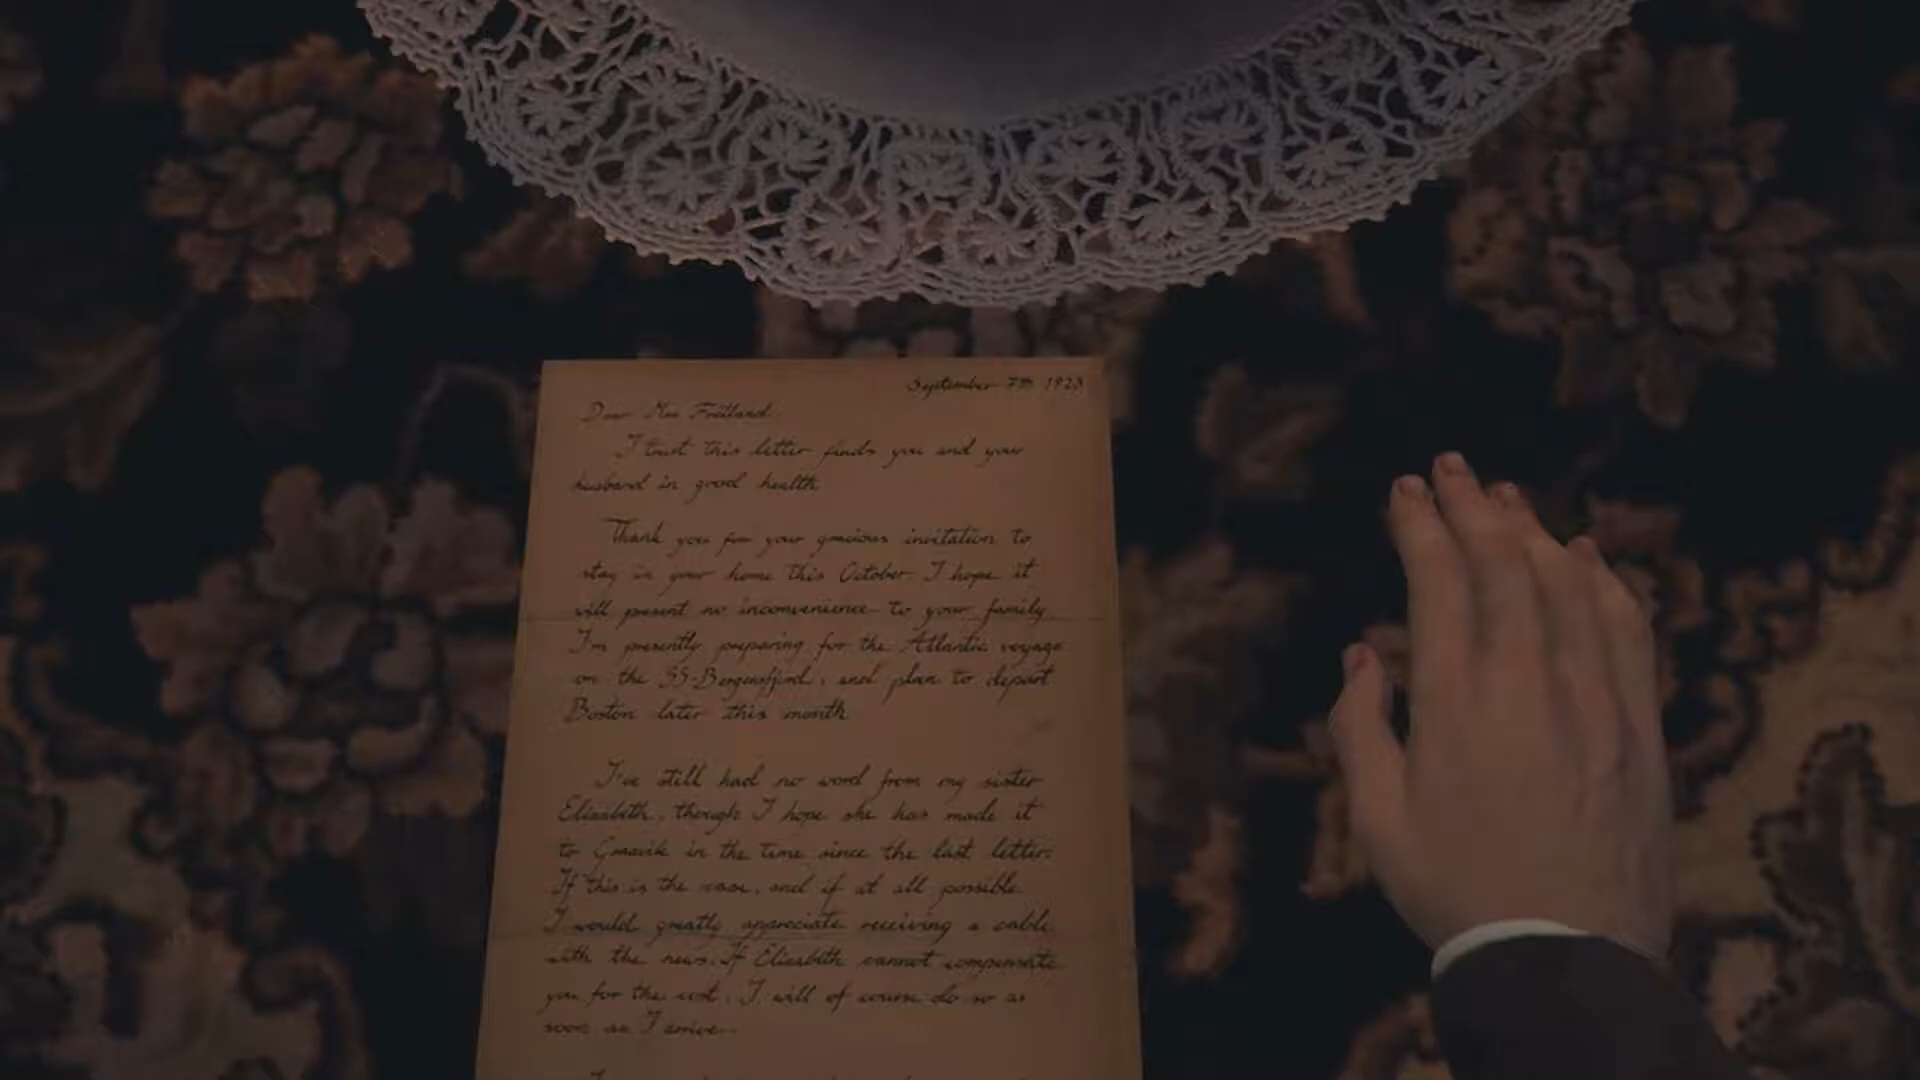 September 7th 1923
Dear Mrs Fretland.
I trust this letter finds you and your
husband in good health
Thank you for your gracious invitation to
stay in your home this October. I hope it
will present no inconvenience to your family.
I'm presently preparing for the Atlantic voyage
on the SS-Bergensfjord, and plan to depart
Boston later this month
I've still had no word from my sister
Elizabeth, though I hope she has made it
to in the time since the last letter.
If this is the case, and if at all possible
I would greatly appreciate receiving a cable
with the news. If Elizabeth cannot compensate
you for the cost, I will of course do so as
soon as I arrive.